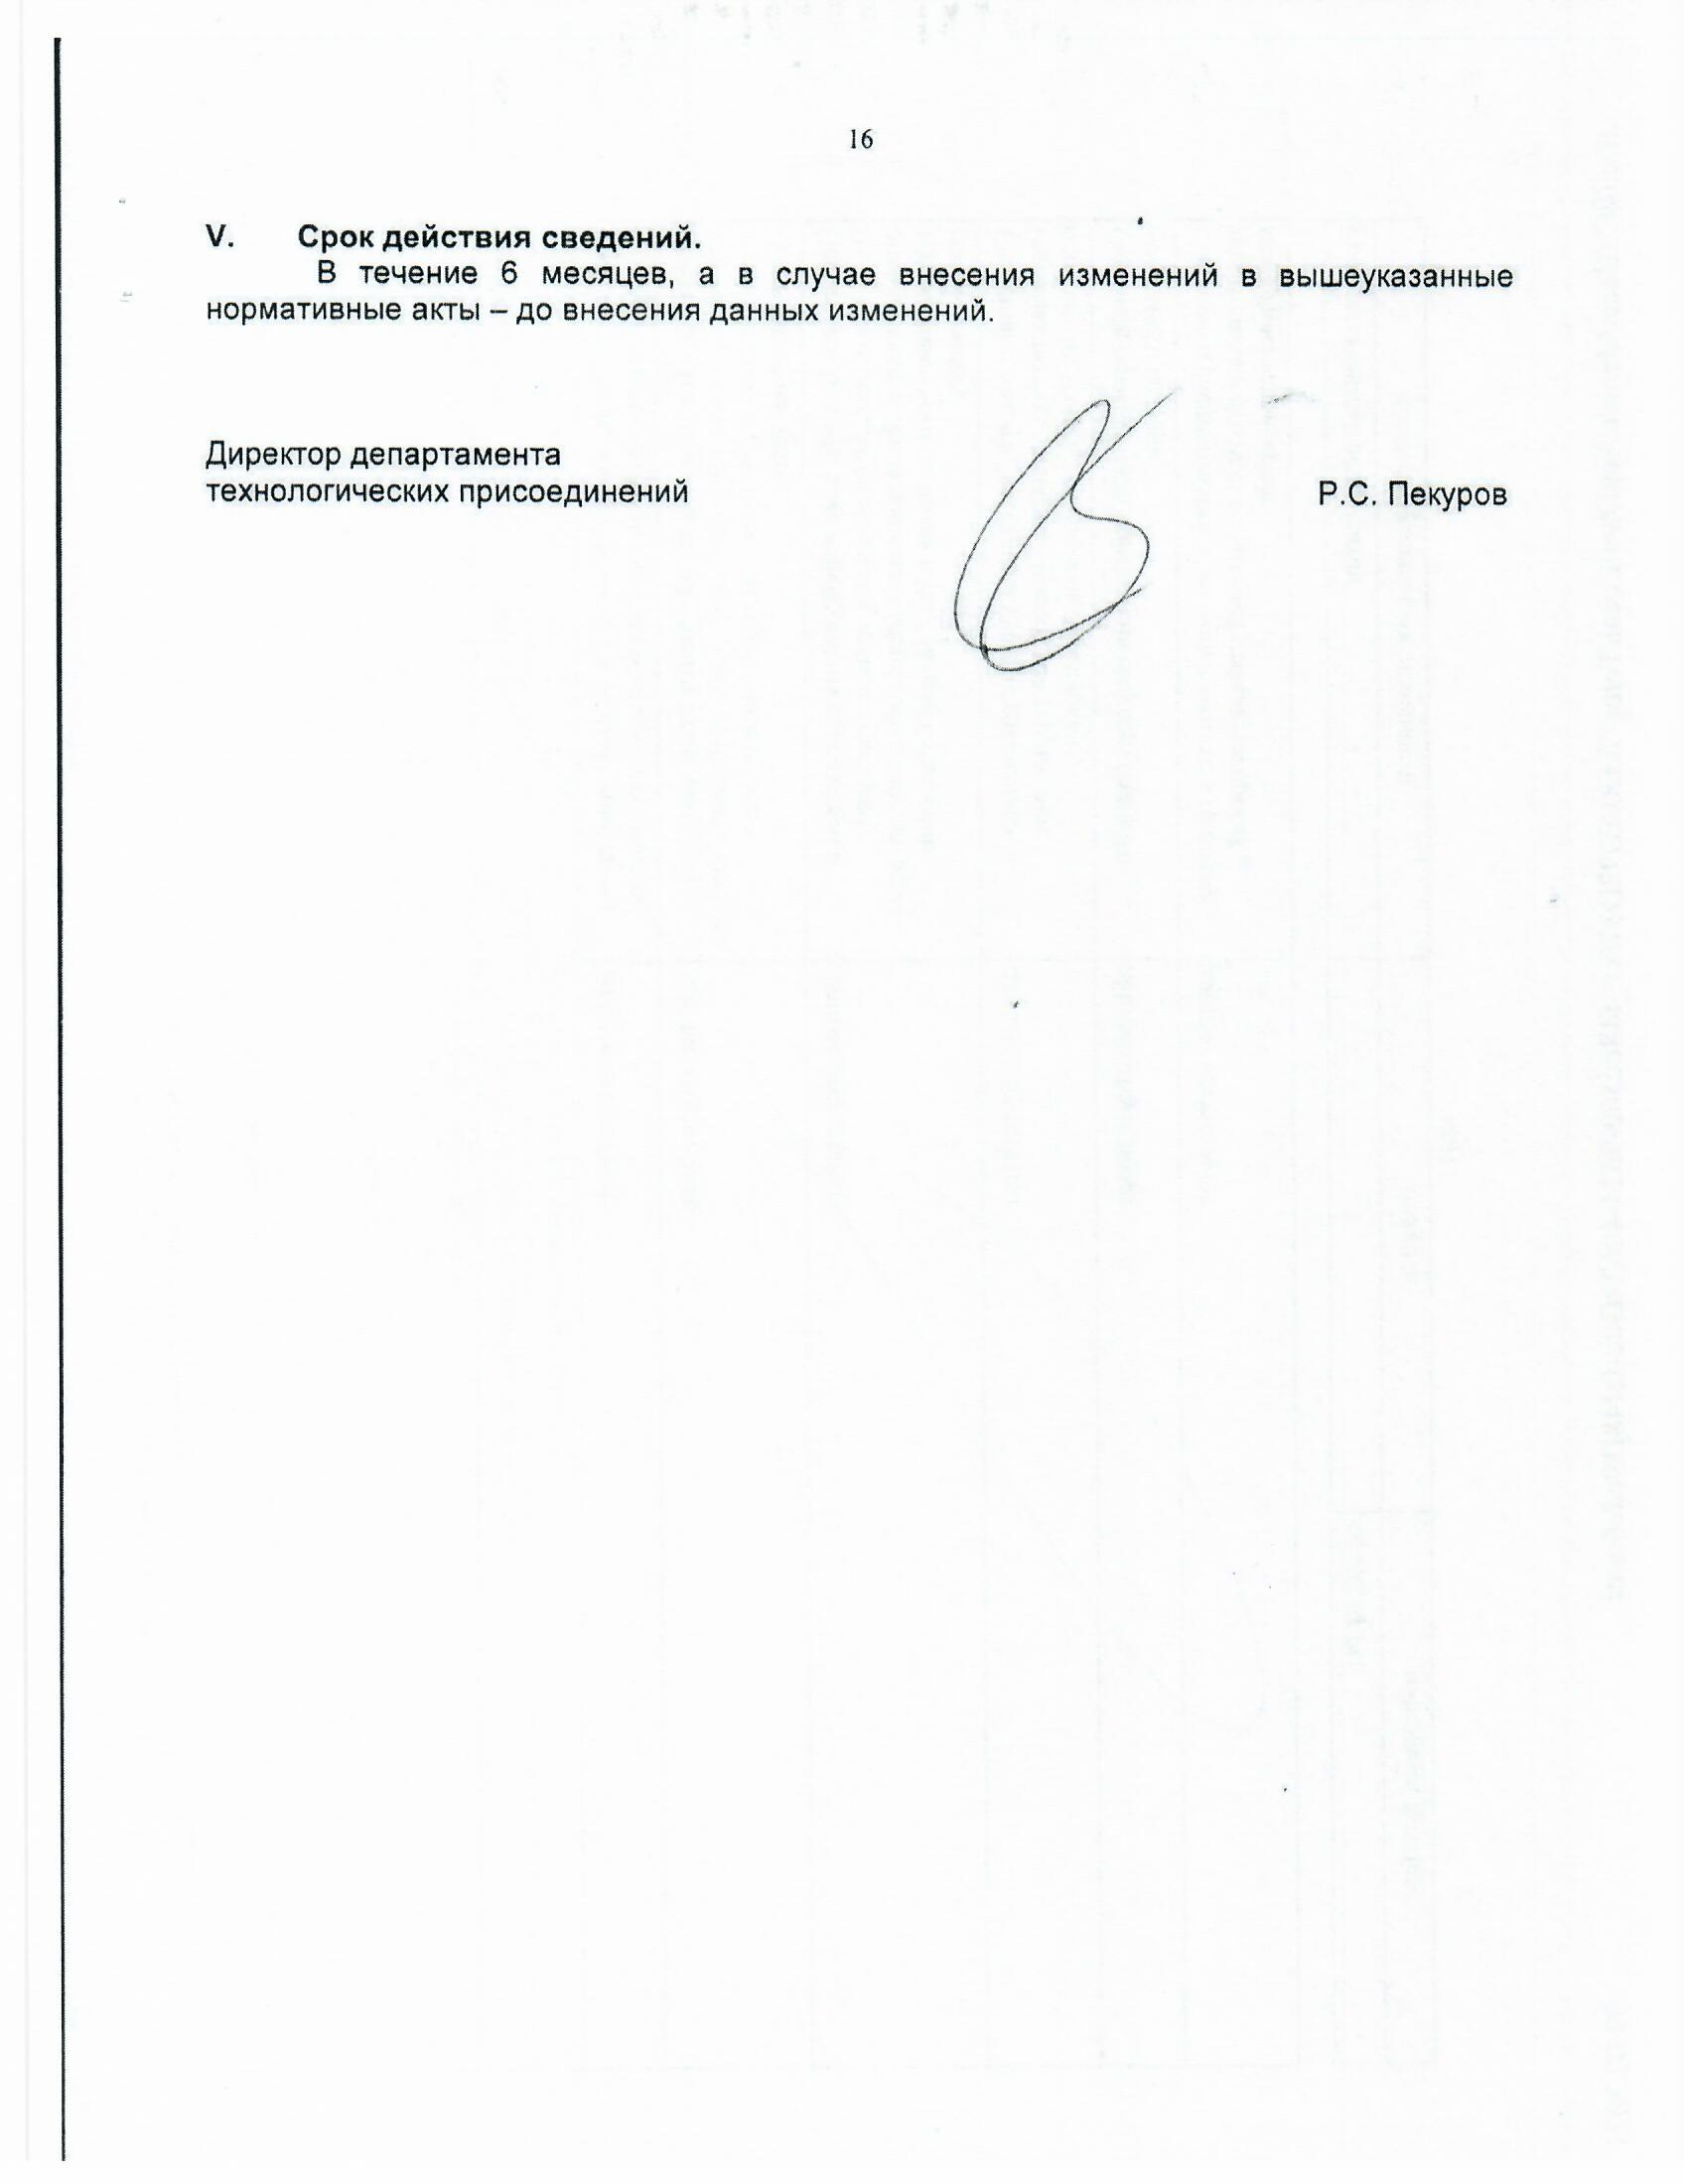 16
V. Срок действия сведений.
В течение 6 месяцев, а в случае внесения изменений в вышеуказанные
нормативные акты – до внесения данных изменений.
Директор департамента
технологических присоединений
Р.С. Пекуров